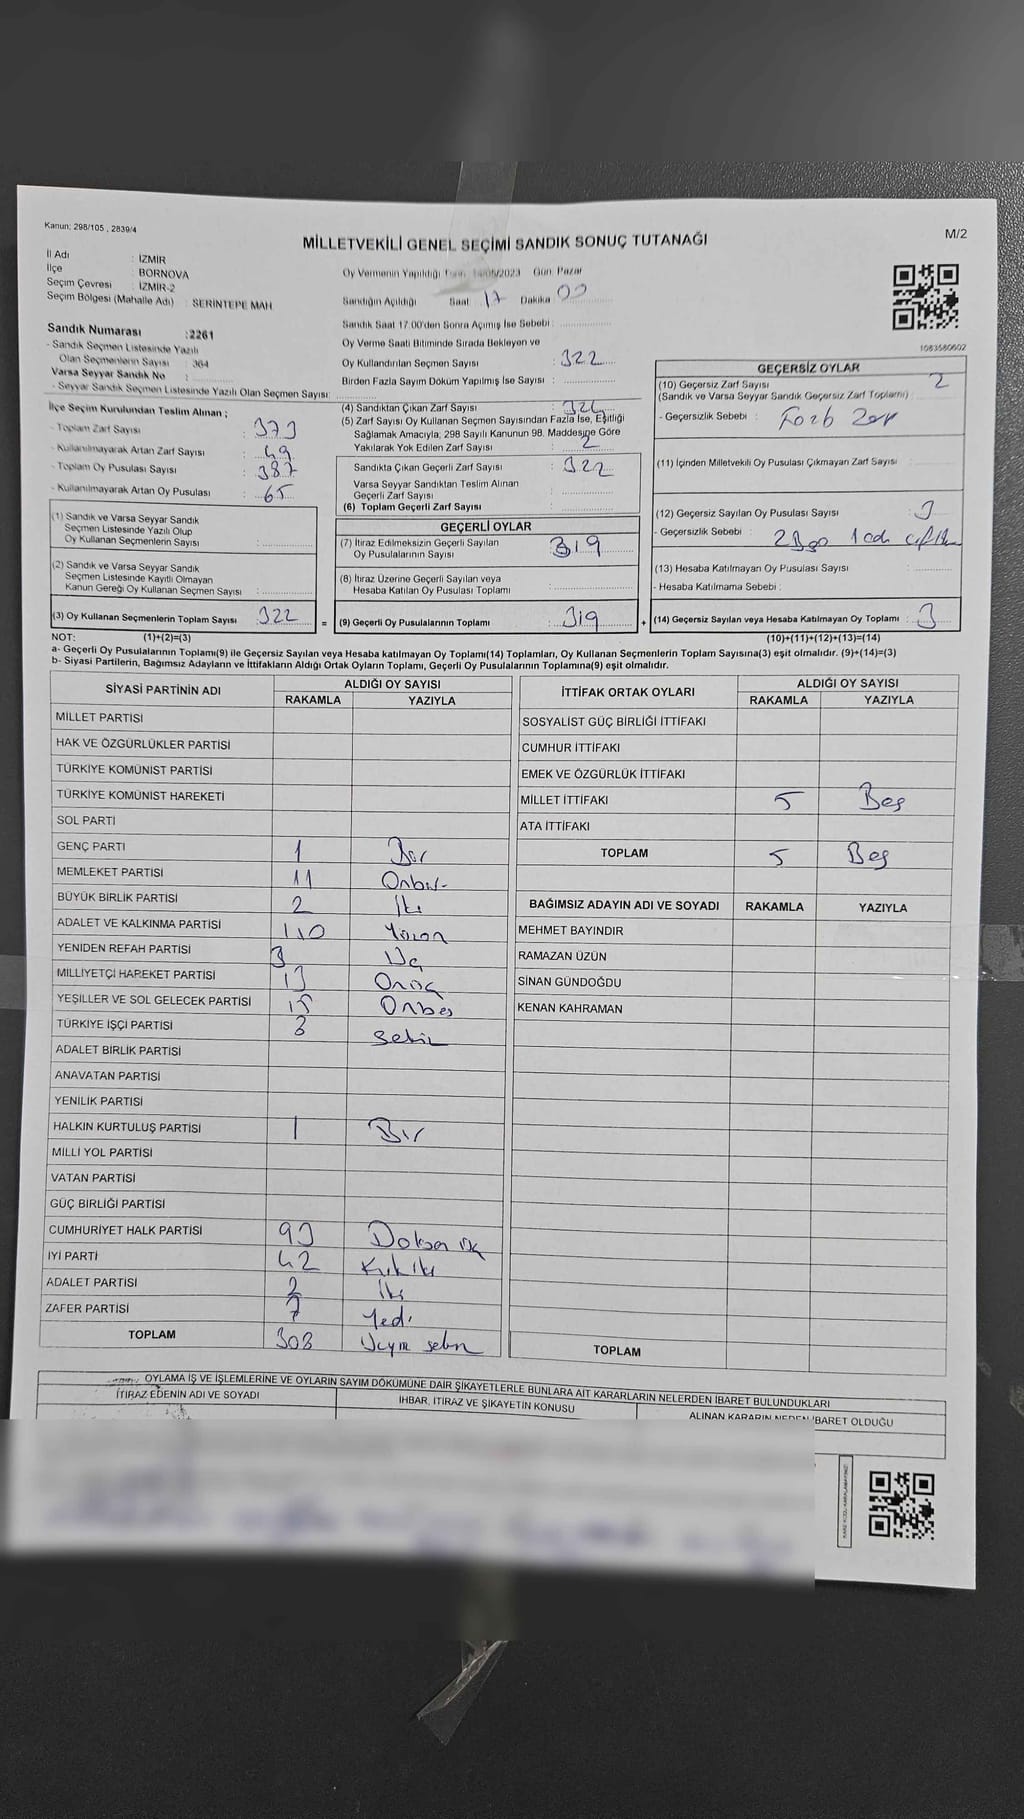 Kanun: 298/105 , 2839/4
MİLLETVEKİLİ GENEL SEÇİMİ SANDIK SONUÇ TUTANAĞI
M/2
İl Adı : İZMİR
İlçe : BORNOVA
Seçim Çevresi : İZMİR-2
Seçim Bölgesi (Mahalle Adı) : SERİNTEPE MAH
Sandık Numarası :2261
- Sandık Seçmen Listesinde Yazılı
Olan Seçmenlerin Sayısı : 364
Varsa Seyyar Sandık No :
- Seyyar Sandık Seçmen Listesinde Yazılı Olan Seçmen Sayısı:
Oy Vermenin Yapıldığı 14/05/2023 Gün: Pazar
Sandığın Açıldığı Saat 17 Dakika 00
Sandık Saat 17.00'den Sonra Açımış İse Sebebi :
Oy Verme Saati Bitiminde Sırada Bekleyen ve
Oy Kullandırılan Seçmen Sayısı : 322
Birden Fazla Sayım Döküm Yapılmış İse Sayısı :
1083580602
İlçe Seçim Kurulundan Teslim Alınan ;
- Toplam Zarf Sayısı : 373
- Kullanılmayarak Artan Zarf Sayısı : 49
- Toplam Oy Pusulası Sayısı : 387
- Kullanılmayarak Artan Oy Pusulası : 65
(1) Sandık ve Varsa Seyyar Sandık
Seçmen Listesinde Yazılı Olup
Oy Kullanan Seçmenlerin Sayısı :
(2) Sandık ve Varsa Seyyar Sandık
Seçmen Listesinde Kayıtlı Olmayan
Kanun Gereği Oy Kullanan Seçmen Sayısı :
(3) Oy Kullanan Seçmenlerin Toplam Sayısı : 322 =
(4) Sandıktan Çıkan Zarf Sayısı : 324
(5) Zarf Sayısı Oy Kullanan Seçmen Sayısından Fazla İse, Eşitliği
Sağlamak Amacıyla, 298 Sayılı Kanunun 98. Maddesine Göre
Yakılarak Yok Edilen Zarf Sayısı : 2
Sandıkta Çıkan Geçerli Zarf Sayısı : 322
Varsa Seyyar Sandıktan Teslim Alınan
Geçerli Zarf Sayısı :
(6) Toplam Geçerli Zarf Sayısı :
GEÇERLİ OYLAR
(7) İtiraz Edilmeksizin Geçerli Sayılan
Oy Pusulalarının Sayısı : 319
(8) İtiraz Üzerine Geçerli Sayılan veya
Hesaba Katılan Oy Pusulası Toplamı :
(9) Geçerli Oy Pusulalarının Toplamı : 319 +
GEÇERSİZ OYLAR
(10) Geçersiz Zarf Sayısı 2
(Sandık ve Varsa Seyyar Sandık Geçersiz Zarf Toplamı) :
- Geçersizlik Sebebi :
(11) İçinden Milletvekili Oy Pusulası Çıkmayan Zarf Sayısı :
(12) Geçersiz Sayılan Oy Pusulası Sayısı : 3
- Geçersizlik Sebebi : 2
(13) Hesaba Katılmayan Oy Pusulası Sayısı :
- Hesaba Katılmama Sebebi :
(14) Geçersiz Sayılan veya Hesaba Katılmayan Oy Toplamı : 3
NOT: (1)+(2)=(3) (10)+(11)+(12)+(13)=(14)
a- Geçerli Oy Pusulasının Toplamı(9) ile Geçersiz Sayılan veya Hesaba katılmayan Oy Toplamı(14) Toplamları, Oy Kullanan Seçmenlerin Toplam Sayısına(3) eşit olmalıdır. (9)+(14)=(3)
b- Siyasi Partilerin, Bağımsız Adayların ve İttifakların Aldığı Ortak Oyların Toplamı, Geçerli Oy Pusulalarının Toplamına(9) eşit olmalıdır.
SİYASİ PARTİNİN ADI ALDIĞI OY SAYISI
RAKAMLA YAZIYLA
MİLLET PARTİSİ
HAK VE ÖZGÜRLÜKLER PARTİSİ
TÜRKİYE KOMÜNİST PARTİSİ
TÜRKİYE KOMÜNİST HAREKETİ
SOL PARTİ
GENÇ PARTİ 1 Bir
MEMLEKET PARTİSİ 11 Onbir
BÜYÜK BİRLİK PARTİSİ 2 İki
ADALET VE KALKINMA PARTİSİ 110 Yüzon
YENİDEN REFAH PARTİSİ 3 Üç
MİLLİYETÇİ HAREKET PARTİSİ 13 Onüç
YEŞİLLER VE SOL GELECEK PARTİSİ 15 Onbeş
TÜRKİYE İŞÇİ PARTİSİ 8 Sekiz
ADALET BİRLİK PARTİSİ
ANAVATAN PARTİSİ
YENİLİK PARTİSİ
HALKIN KURTULUŞ PARTİSİ 1 Bir
MİLLİ YOL PARTİSİ
VATAN PARTİSİ
GÜÇ BİRLİĞİ PARTİSİ
CUMHURİYET HALK PARTİSİ 93 Doksan üç
İYİ PARTİ 42 Kırkiki
ADALET PARTİSİ 2 İki
ZAFER PARTİSİ 7 Yedi
TOPLAM 308 Üçyüz sekiz
İTTİFAK ORTAK OYLARI ALDIĞI OY SAYISI
RAKAMLA YAZIYLA
SOSYALİST GÜÇ BİRLİĞİ İTTİFAKI
CUMHUR İTTİFAKI
EMEK VE ÖZGÜRLÜK İTTİFAKI
MİLLET İTTİFAKI 5 Beş
ATA İTTİFAKI
TOPLAM 5 Beş
BAĞIMSIZ ADAYIN ADI VE SOYADI RAKAMLA YAZIYLA
MEHMET BAYINDIR
RAMAZAN ÜZÜN
SİNAN GÜNDOĞDU
KENAN KAHRAMAN
TOPLAM
OYLAMA İŞ VE İŞLEMLERİNE VE OYLARIN SAYIM DÖKÜMÜNE DAİR ŞİKAYETLERLE BUNLARA AİT KARARLARIN NELERDEN İBARET BULUNDUKLARI
İTİRAZ EDENİN ADI VE SOYADI İHBAR, İTİRAZ VE ŞİKAYETİN KONUSU ALINAN KARARIN NEDEN İBARET OLDUĞU